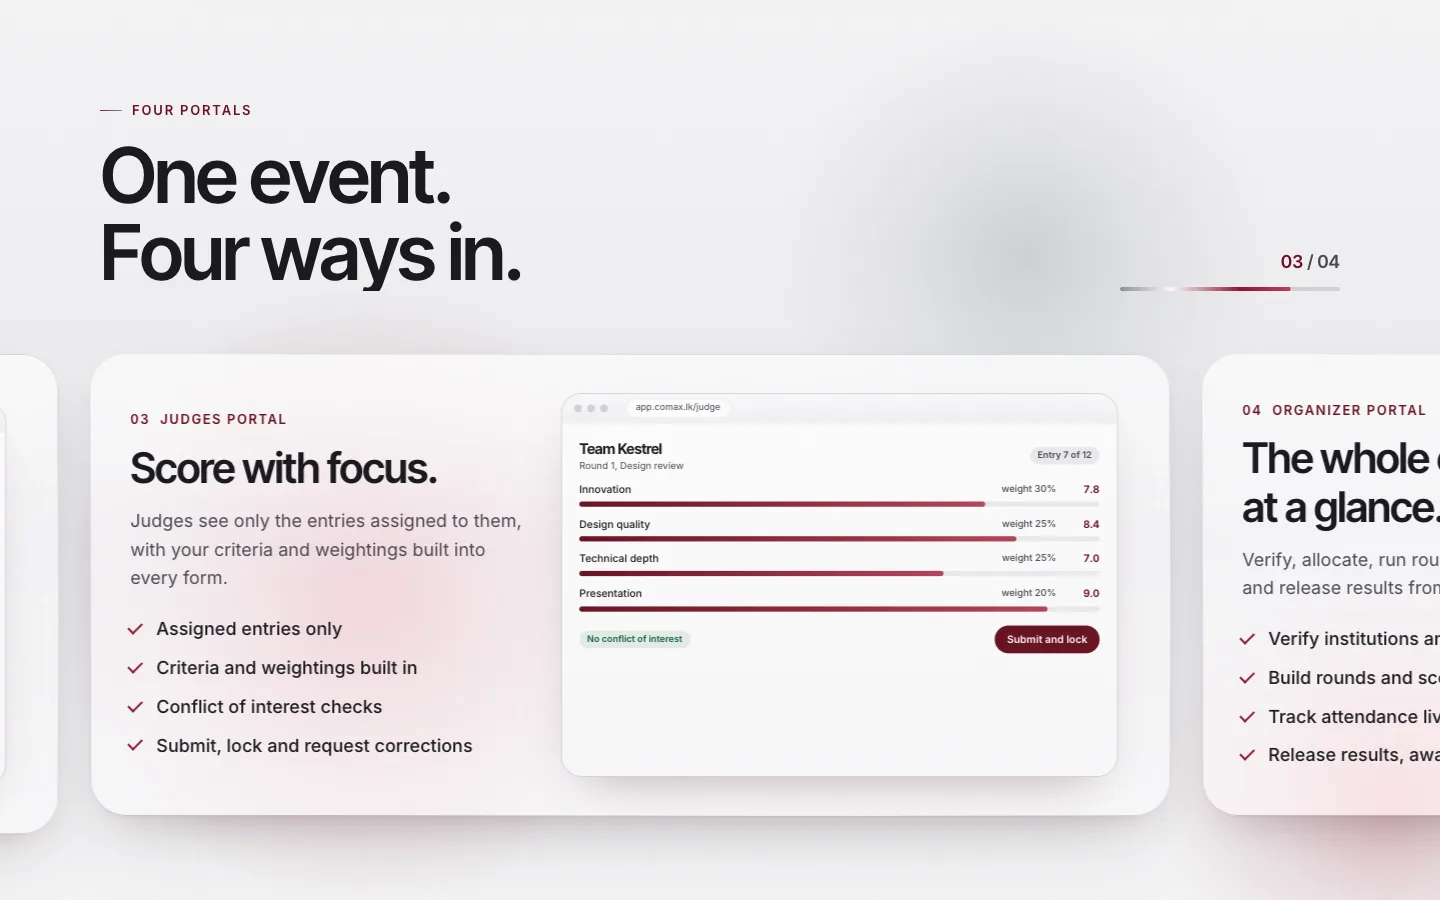 FOUR PORTALS
One event.
Four ways in.
03 / 04
03 JUDGES PORTAL
Score with focus.
Judges see only the entries assigned to them,
with your criteria and weightings built into
every form.
Assigned entries only
Criteria and weightings built in
Conflict of interest checks
Submit, lock and request corrections
app.comax.lk/judge
Team Kestrel
Round 1, Design review
Entry 7 of 12
Innovation weight 30% 7.8
Design quality weight 25% 8.4
Technical depth weight 25% 7.0
Presentation weight 20% 9.0
No conflict of interest
Submit and lock
04 ORGANIZER PORTAL
The whole
at a glance.
Verify, allocate, run
and release results
Verify institutions
Build rounds and
Track attendance
Release results,